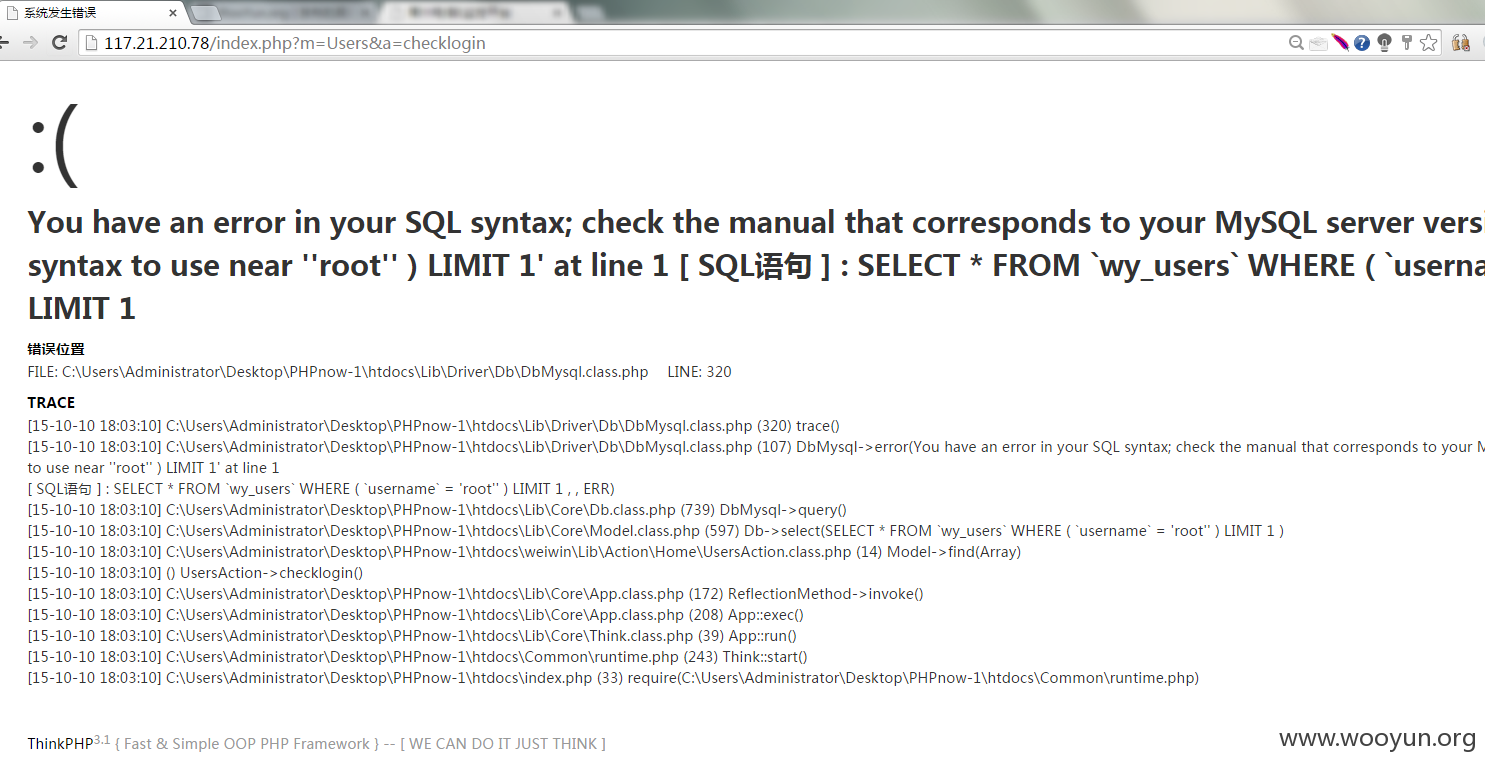 系统发生错误
117.21.210.78/index.php?m=Users&a=checklogin
:(
You have an error in your SQL syntax; check the manual that corresponds to your MySQL server
syntax to use near ''root'' ) LIMIT 1' at line 1 [ SQL语句 ] : SELECT * FROM `wy_users` WHERE (
LIMIT 1
错误位置
FILE: C:\Users\Administrator\Desktop\PHPnow-1\htdocs\Lib\Driver\Db\DbMysql.class.php LINE: 320
TRACE
[15-10-10 18:03:10] C:\Users\Administrator\Desktop\PHPnow-1\htdocs\Lib\Driver\Db\DbMysql.class.php (320) trace()
[15-10-10 18:03:10] C:\Users\Administrator\Desktop\PHPnow-1\htdocs\Lib\Driver\Db\DbMysql.class.php (107) DbMysql->error(You have an error in your SQL syntax; check the manual that corresponds to your
to use near ''root'' ) LIMIT 1' at line 1
[ SQL语句 ] : SELECT * FROM `wy_users` WHERE ( `username` = 'root'' ) LIMIT 1 , , ERR)
[15-10-10 18:03:10] C:\Users\Administrator\Desktop\PHPnow-1\htdocs\Lib\Core\Db.class.php (739) DbMysql->query()
[15-10-10 18:03:10] C:\Users\Administrator\Desktop\PHPnow-1\htdocs\Lib\Core\Model.class.php (597) Db->select(SELECT * FROM `wy_users` WHERE ( `username` = 'root'' ) LIMIT 1 )
[15-10-10 18:03:10] C:\Users\Administrator\Desktop\PHPnow-1\htdocs\weiwin\Lib\Action\Home\UsersAction.class.php (14) Model->find(Array)
[15-10-10 18:03:10] () UsersAction->checklogin()
[15-10-10 18:03:10] C:\Users\Administrator\Desktop\PHPnow-1\htdocs\Lib\Core\App.class.php (172) ReflectionMethod->invoke()
[15-10-10 18:03:10] C:\Users\Administrator\Desktop\PHPnow-1\htdocs\Lib\Core\App.class.php (208) App::exec()
[15-10-10 18:03:10] C:\Users\Administrator\Desktop\PHPnow-1\htdocs\Lib\Core\Think.class.php (39) App::run()
[15-10-10 18:03:10] C:\Users\Administrator\Desktop\PHPnow-1\htdocs\Common\runtime.php (243) Think::start()
[15-10-10 18:03:10] C:\Users\Administrator\Desktop\PHPnow-1\htdocs\index.php (33) require(C:\Users\Administrator\Desktop\PHPnow-1\htdocs\Common\runtime.php)
ThinkPHP3.1 { Fast & Simple OOP PHP Framework } -- [ WE CAN DO IT JUST THINK ]
www.wooyun.org